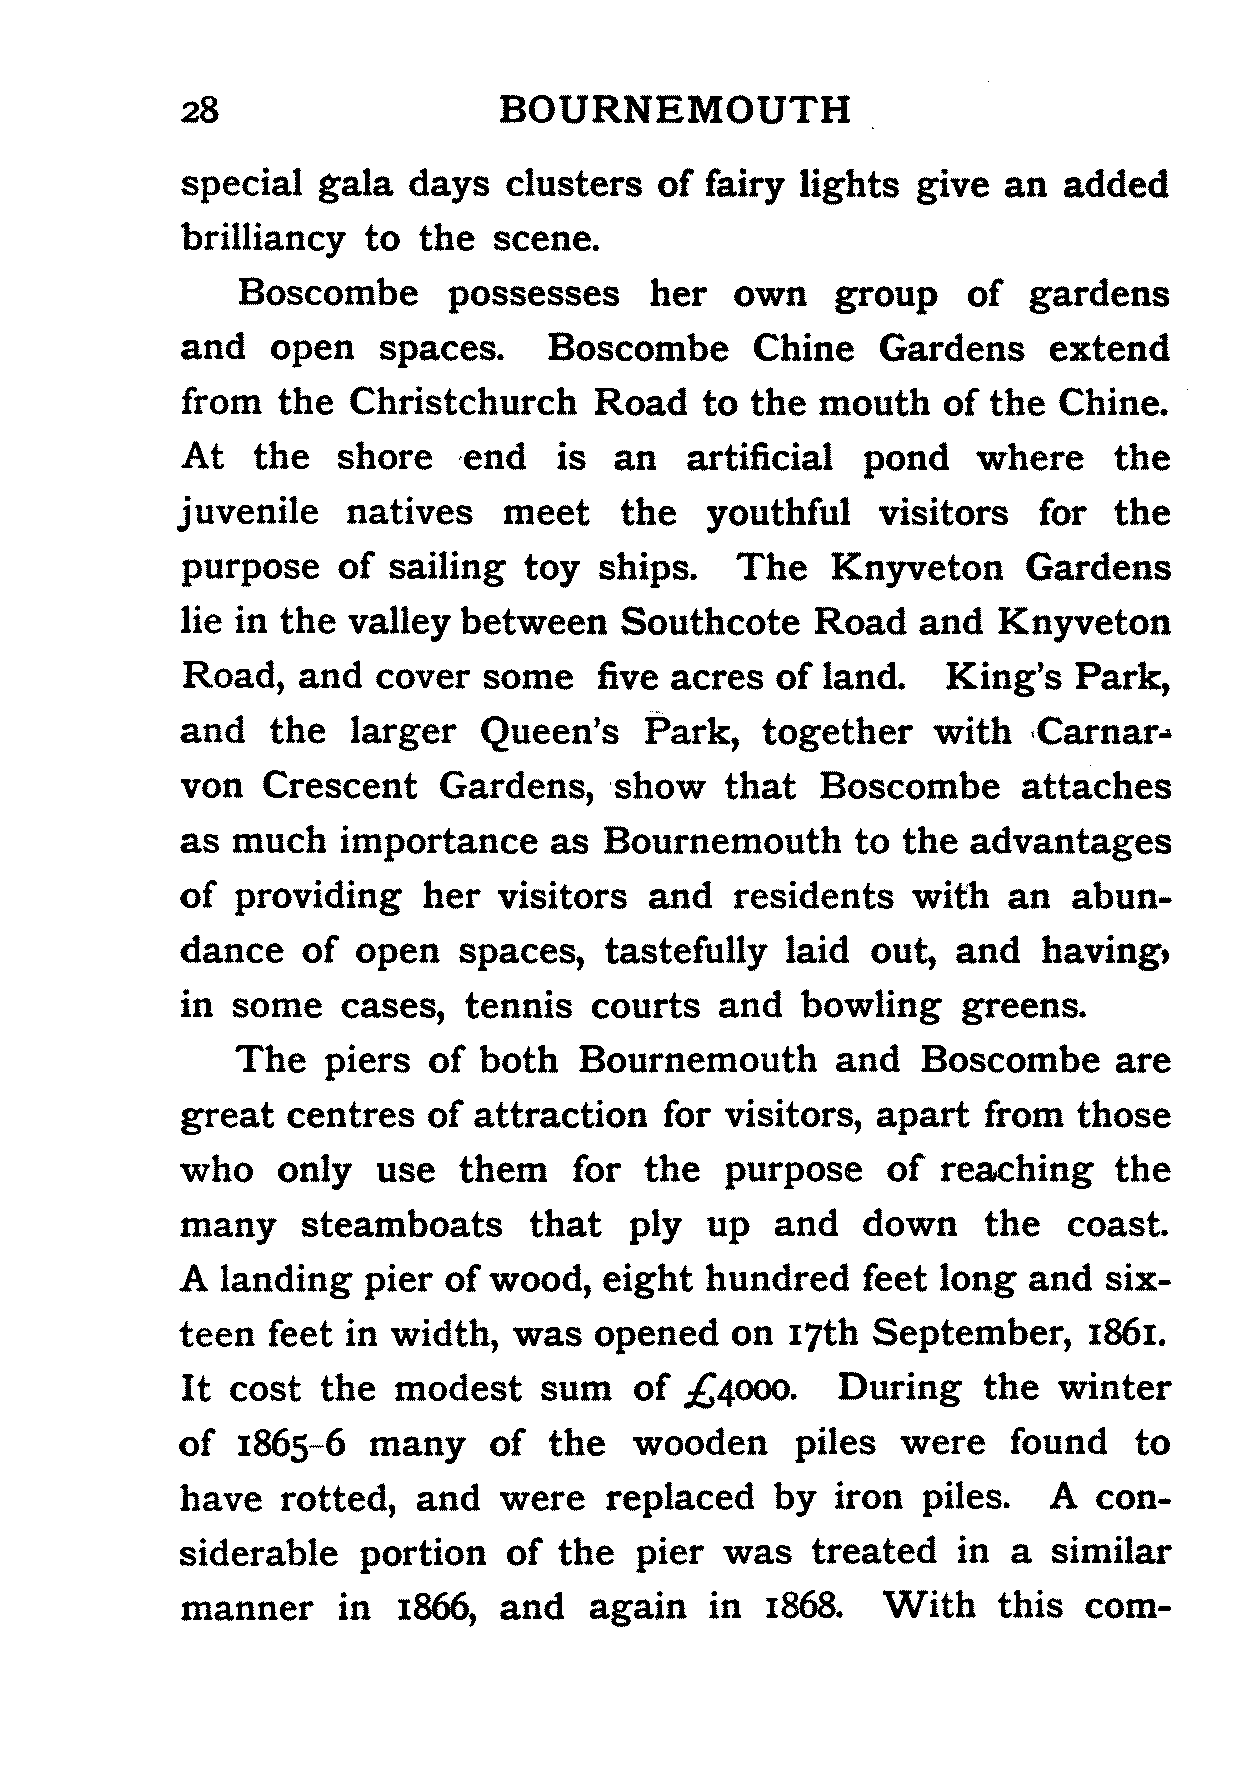 28 BOURNEMOUTH
special gala days clusters of fairy lights give an added
brilliancy to the scene.
Boscombe possesses her own group of gardens
and open spaces. Boscombe Chine Gardens extend
from the Christchurch Road to the mouth of the Chine.
At the shore end is an artificial pond where the
juvenile natives meet the youthful visitors for the
purpose of sailing toy ships. The Knyveton Gardens
lie in the valley between Southcote Road and Knyveton
Road, and cover some five acres of land. King's Park,
and the larger Queen's Park, together with Carnar-
von Crescent Gardens, show that Boscombe attaches
as much importance as Bournemouth to the advantages
of providing her visitors and residents with an abun-
dance of open spaces, tastefully laid out, and having,
in some cases, tennis courts and bowling greens.
The piers of both Bournemouth and Boscombe are
great centres of attraction for visitors, apart from those
who only use them for the purpose of reaching the
many steamboats that ply up and down the coast.
A landing pier of wood, eight hundred feet long and six-
teen feet in width, was opened on 17th September, 1861.
It cost the modest sum of £4000. During the winter
of 1865-6 many of the wooden piles were found to
have rotted, and were replaced by iron piles. A con-
siderable portion of the pier was treated in a similar
manner in 1866, and again in 1868. With this com-